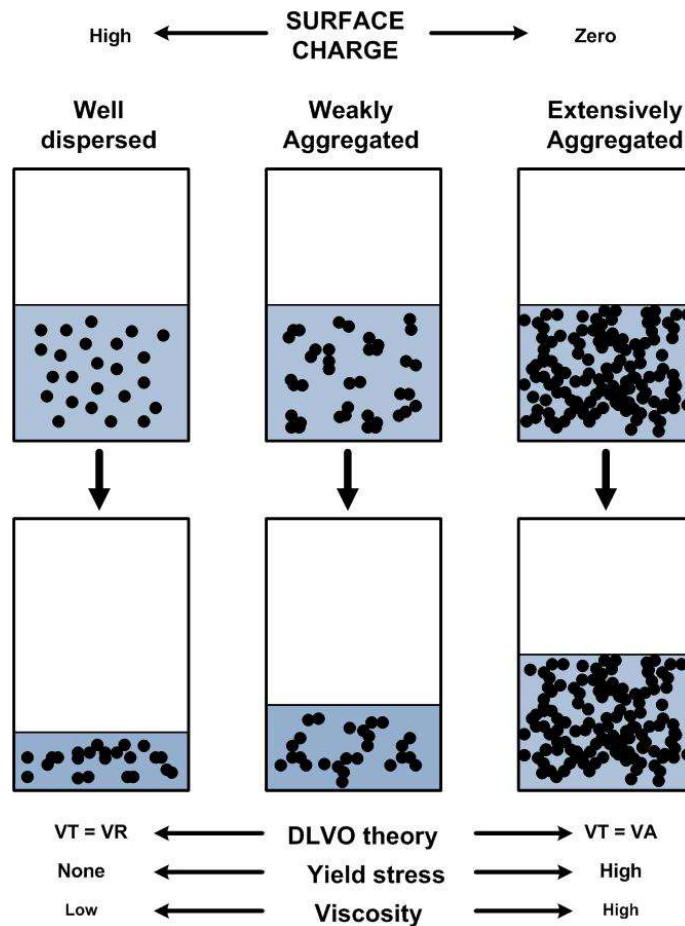 High SURFACE CHARGE Zero
Well dispersed
Weakly Aggregated
Extensively Aggregated
VT = VR DLVO theory VT = VA
None Yield stress High
Low Viscosity High